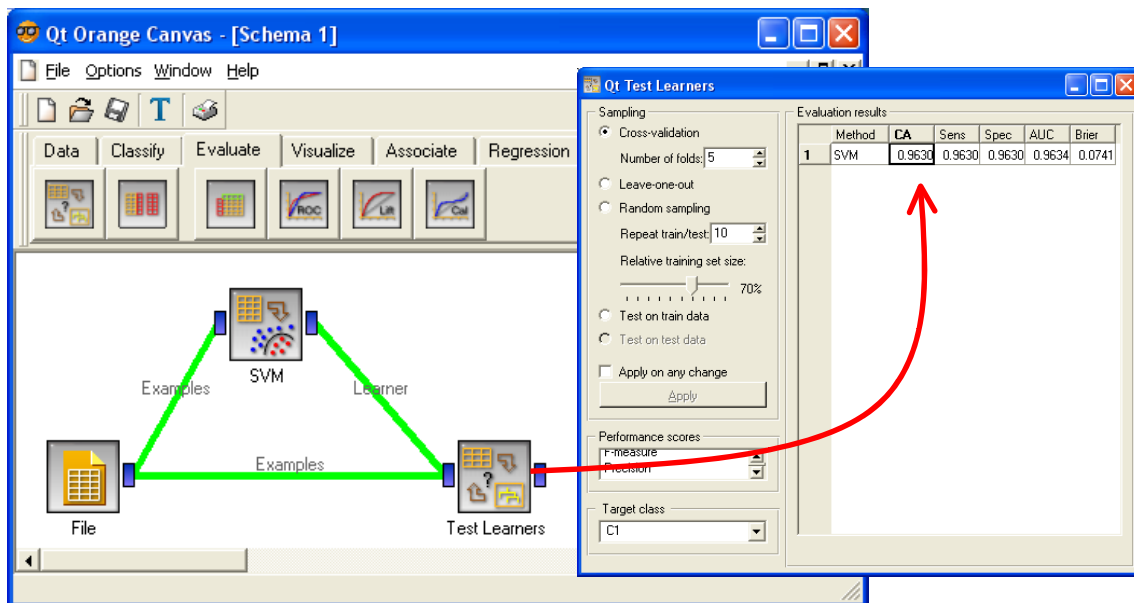 Qt Orange Canvas - [Schema 1]
File Options Window Help
T
Data Classify Evaluate Visualize Associate Regression
? ROC Lift Cal
SVM
Examples Learner
Examples
?
File Test Learners
Qt Test Learners
Sampling
Cross-validation
Number of folds: 5
Leave-one-out
Random sampling
Repeat train/test: 10
Relative training set size:
70%
Test on train data
Test on test data
Apply on any change
Apply
Performance scores
F-measure
Precision
Target class
C1
Evaluation results
Method CA Sens Spec AUC Brier
1 SVM 0.9630 0.9630 0.9630 0.9634 0.0741